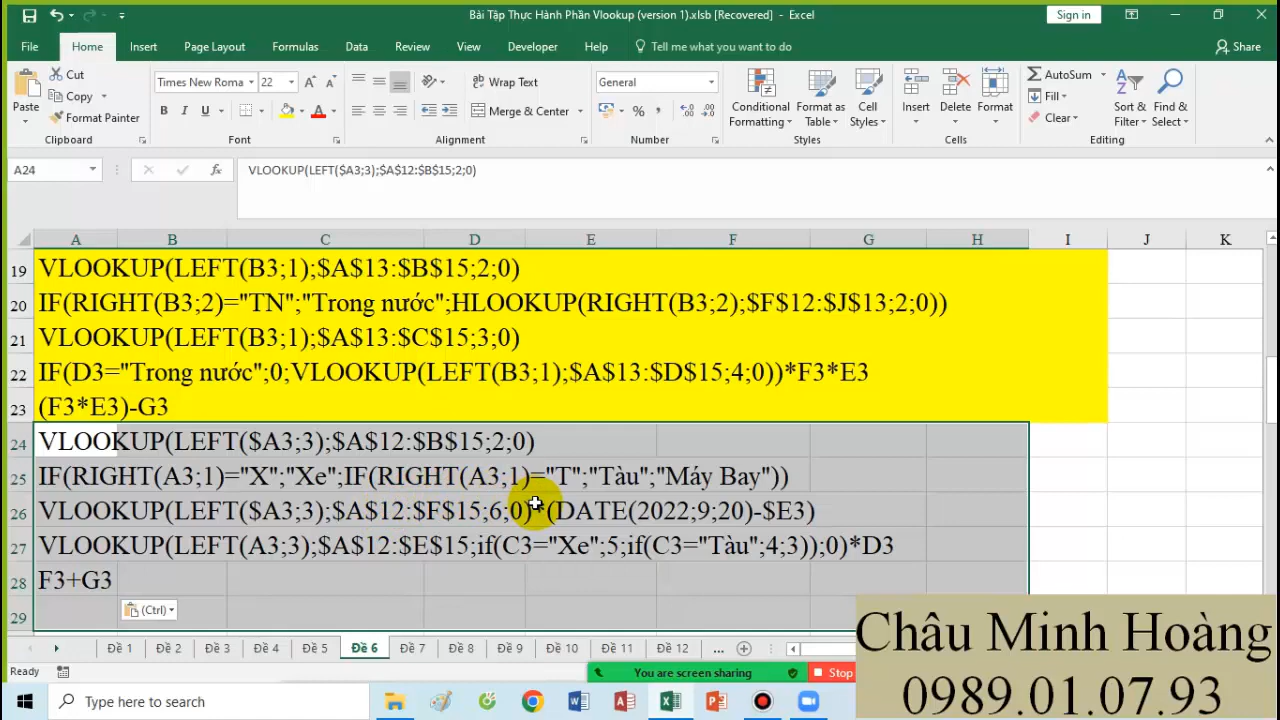 Bài Tập Thực Hành Phần Vlookup (version 1).xlsb [Recovered] - Excel
Sign in
File Home Insert Page Layout Formulas Data Review View Developer Help Tell me what you want to do Share
Paste
Cut
Copy
Format Painter
Clipboard
Times New Roma 22
B I U
Font
Wrap Text
Merge & Center
Alignment
General
Number
Conditional Formatting
Format as Table
Cell Styles
Styles
Insert Delete Format
Cells
AutoSum
Fill
Clear
Sort & Filter
Find & Select
Editing
A24
VLOOKUP(LEFT($A3;3);$A$12:$B$15;2;0)
A B C D E F G H I J K
19 VLOOKUP(LEFT(B3;1);$A$13:$B$15;2;0)
20 IF(RIGHT(B3;2)="TN";"Trong nước";HLOOKUP(RIGHT(B3;2);$F$12:$J$13;2;0))
21 VLOOKUP(LEFT(B3;1);$A$13:$C$15;3;0)
22 IF(D3="Trong nước";0;VLOOKUP(LEFT(B3;1);$A$13:$D$15;4;0))*F3*E3
23 (F3*E3)-G3
24 VLOOKUP(LEFT($A3;3);$A$12:$B$15;2;0)
25 IF(RIGHT(A3;1)="X";"Xe";IF(RIGHT(A3;1)="T";"Tàu";"Máy Bay"))
26 VLOOKUP(LEFT($A3;3);$A$12:$F$15;6;0)*(DATE(2022;9;20)-$E3)
27 VLOOKUP(LEFT(A3;3);$A$12:$E$15;if(C3="Xe";5;if(C3="Tàu";4;3));0)*D3
28 F3+G3
29
(Ctrl)
Đề 1 Đề 2 Đề 3 Đề 4 Đề 5 Đề 6 Đề 7 Đề 8 Đề 9 Đề 10 Đề 11 Đề 12 ...
Ready
You are screen sharing
Stop
Châu Minh Hoàng
0989.01.07.93
Type here to search